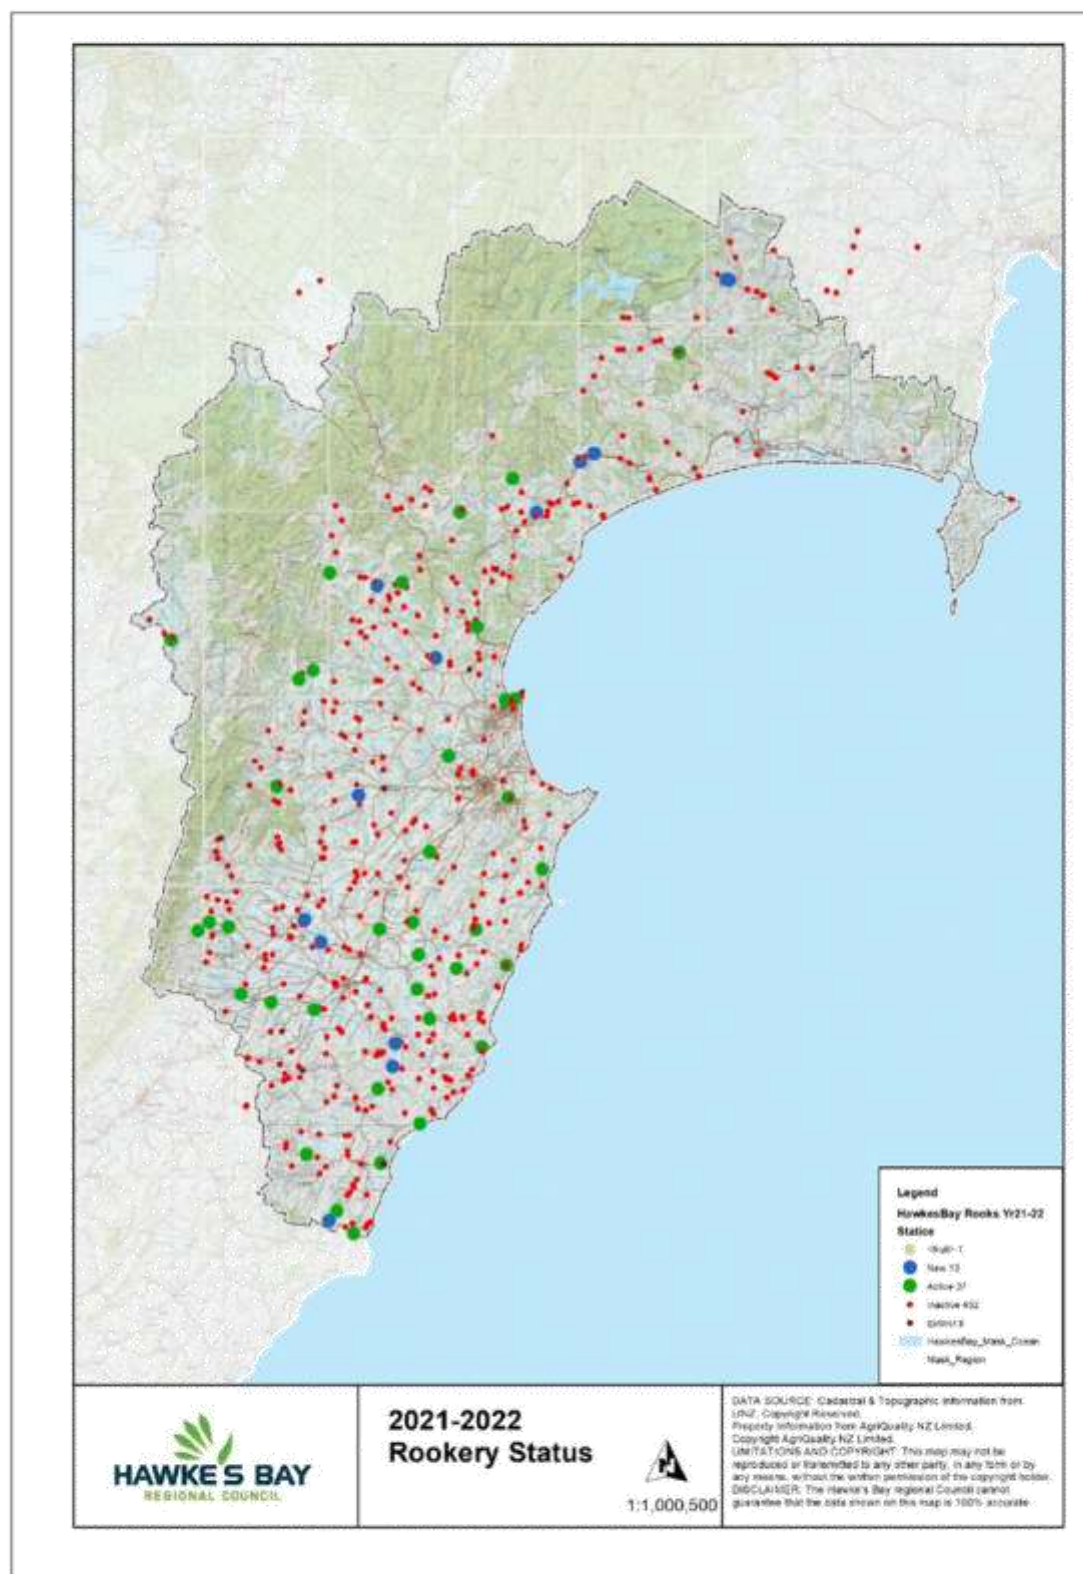 Legend
HawkesBay Rooks Yr21-22
Statice
New 13
Active 37
Inactive 452
HawkesBay_Mask_Ocean
Mask_Region
HAWKE'S BAY
REGIONAL COUNCIL
2021-2022
Rookery Status
1:1,000,500
DATA SOURCE: Cadastral & Topographic information from
LINZ. Copyright Reserved.
Property information from AgriQuality NZ Limited.
Copyright AgriQuality NZ Limited.
LIMITATIONS AND COPYRIGHT: This map may not be
reproduced or transmitted to any other party, in any form or by
any means, without the written permission of the copyright holder.
DISCLAIMER: The Hawke's Bay regional Council cannot
guarantee that the data shown on this map is 100% accurate